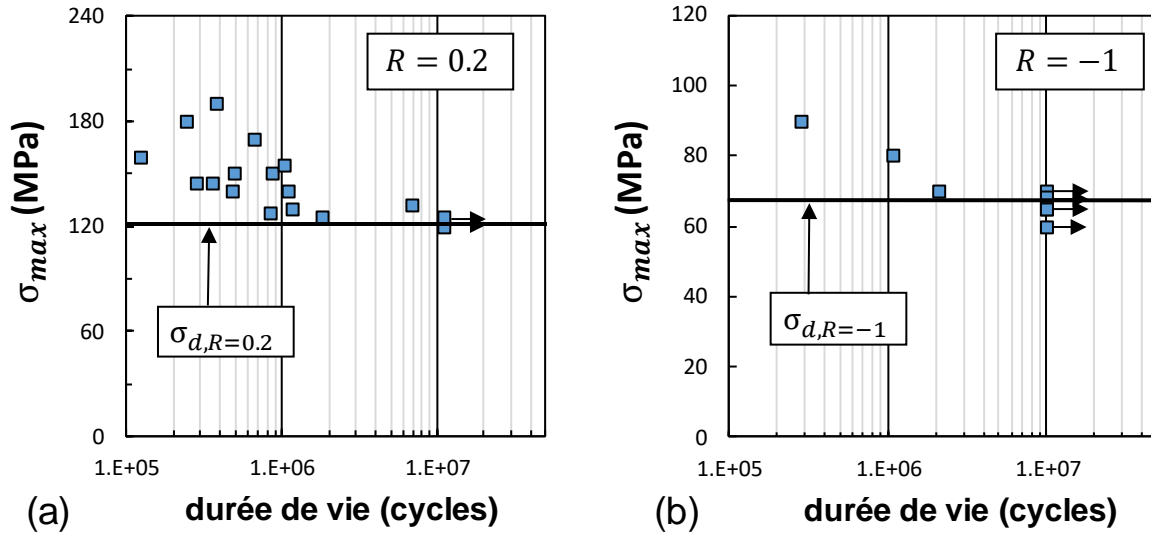 240
180
120
60
0
σmax (MPa)
R = 0.2
σd,R=0.2
1.E+05
1.E+06
1.E+07
durée de vie (cycles)
(a)
120
100
80
60
40
20
0
σmax (MPa)
R = −1
σd,R=−1
1.E+05
1.E+06
1.E+07
durée de vie (cycles)
(b)